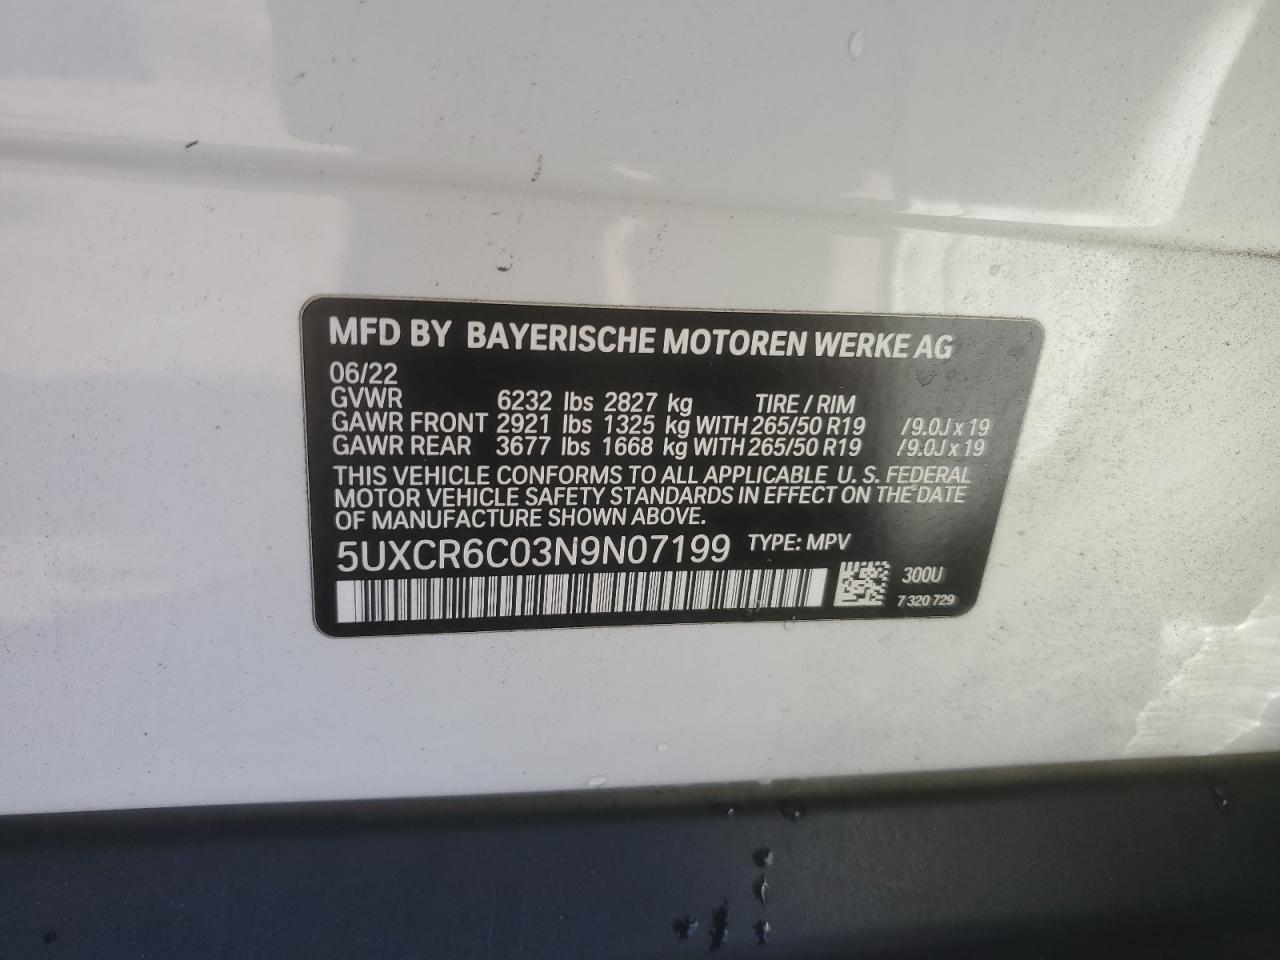 MFD BY BAYERISCHE MOTOREN WERKE AG
06/22
GVWR 6232 lbs 2827 kg TIRE / RIM
GAWR FRONT 2921 lbs 1325 kg WITH 265/50 R19 /9.0J x 19
GAWR REAR 3677 lbs 1668 kg WITH 265/50 R19 /9.0J x 19
THIS VEHICLE CONFORMS TO ALL APPLICABLE U. S. FEDERAL
MOTOR VEHICLE SAFETY STANDARDS IN EFFECT ON THE DATE
OF MANUFACTURE SHOWN ABOVE.
5UXCR6C03N9N07199 TYPE: MPV
300U
7 320 729